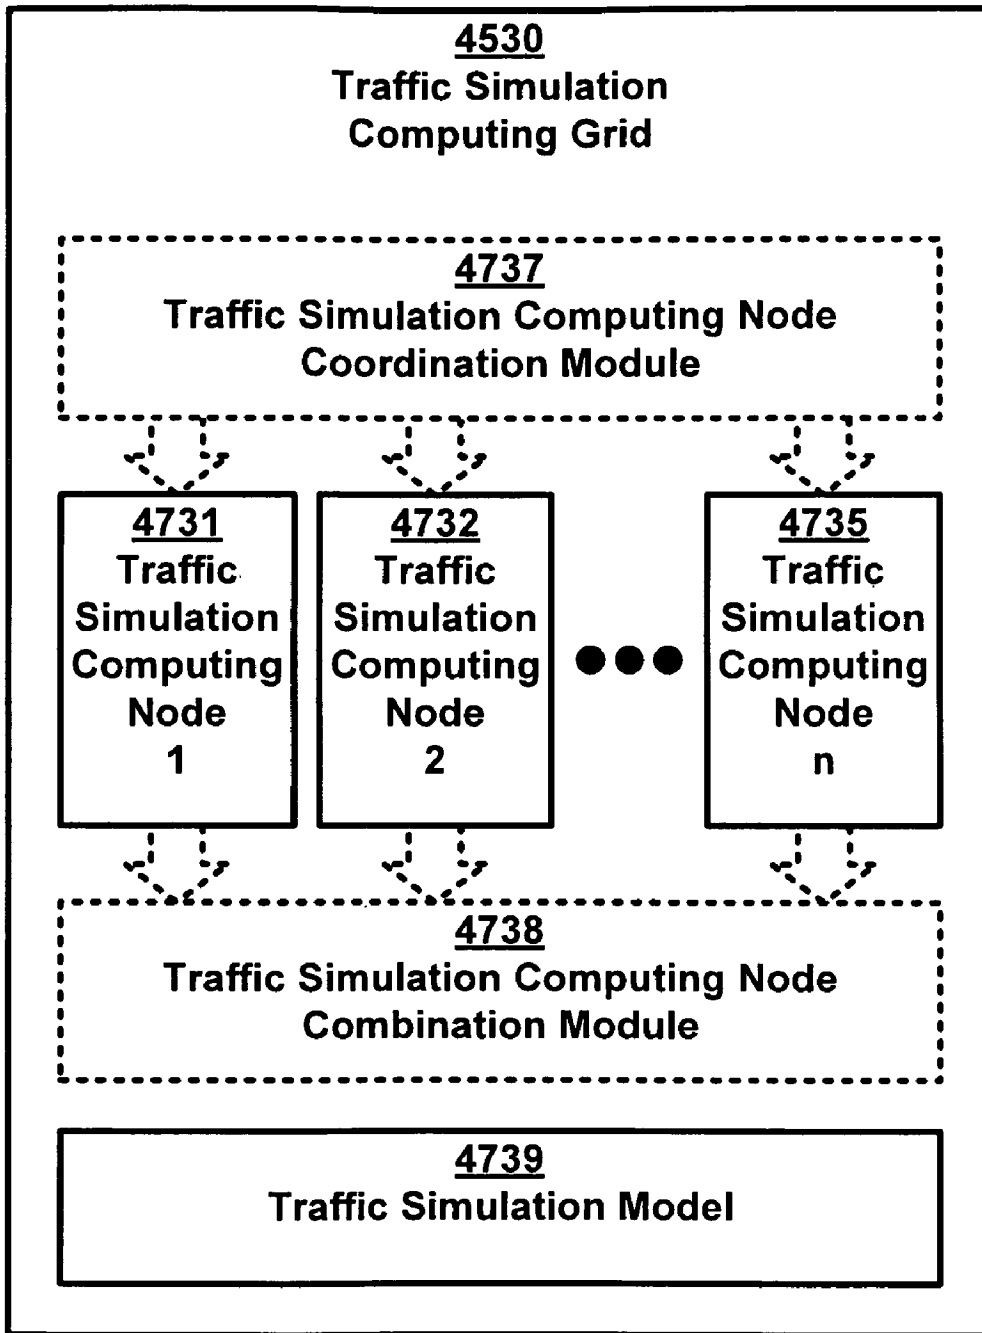 4530
Traffic Simulation
Computing Grid
4737
Traffic Simulation Computing Node
Coordination Module
4731
Traffic
Simulation
Computing
Node
1
4732
Traffic
Simulation
Computing
Node
2
4735
Traffic
Simulation
Computing
Node
n
4738
Traffic Simulation Computing Node
Combination Module
4739
Traffic Simulation Model